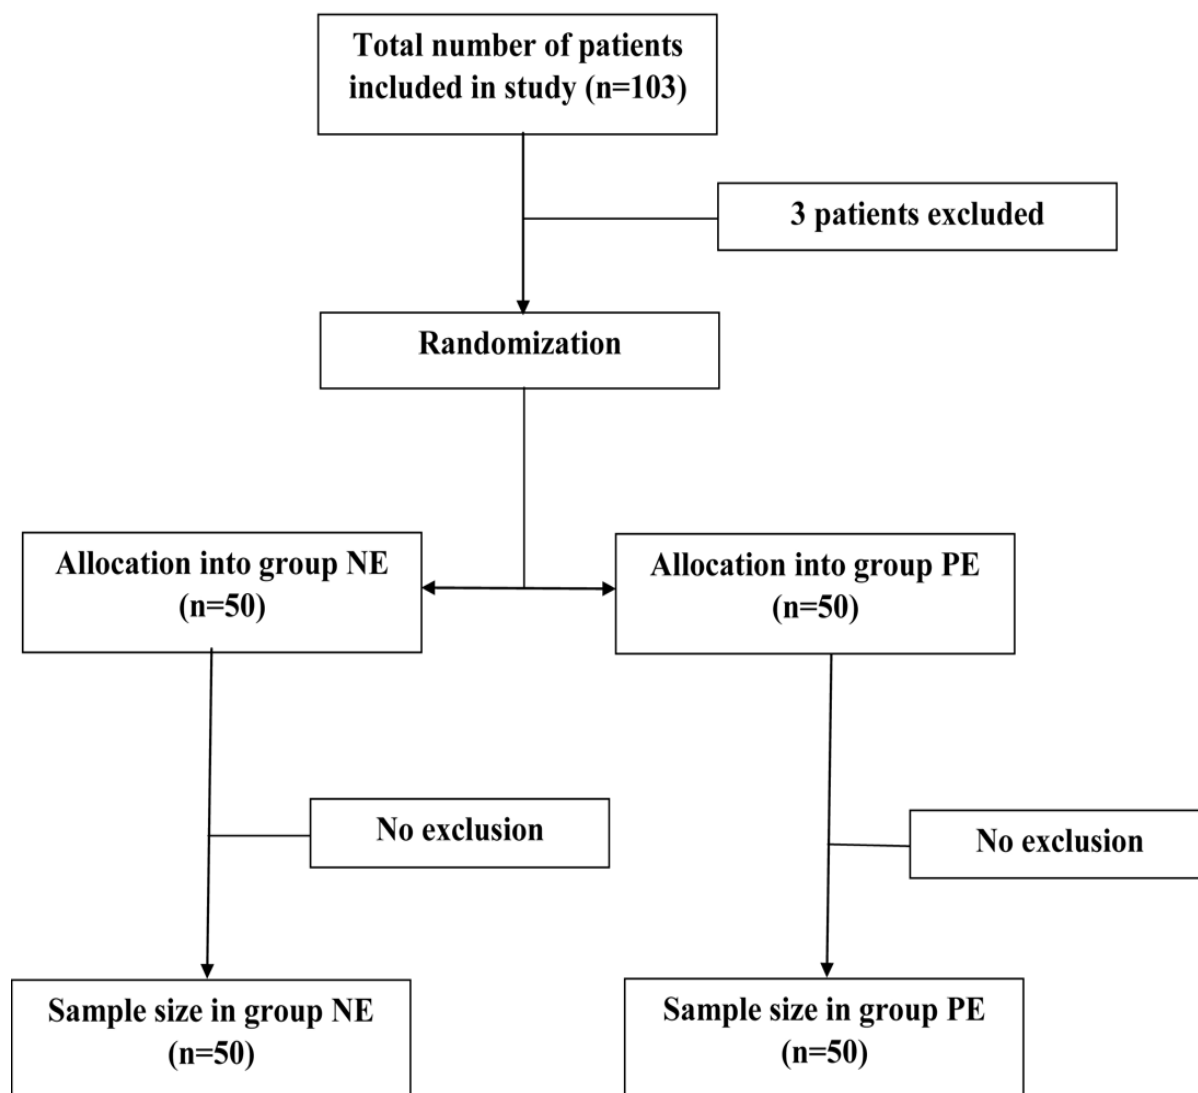 Total number of patients
included in study (n=103)
3 patients excluded
Randomization
Allocation into group NE
(n=50)
Allocation into group PE
(n=50)
No exclusion
No exclusion
Sample size in group NE
(n=50)
Sample size in group PE
(n=50)